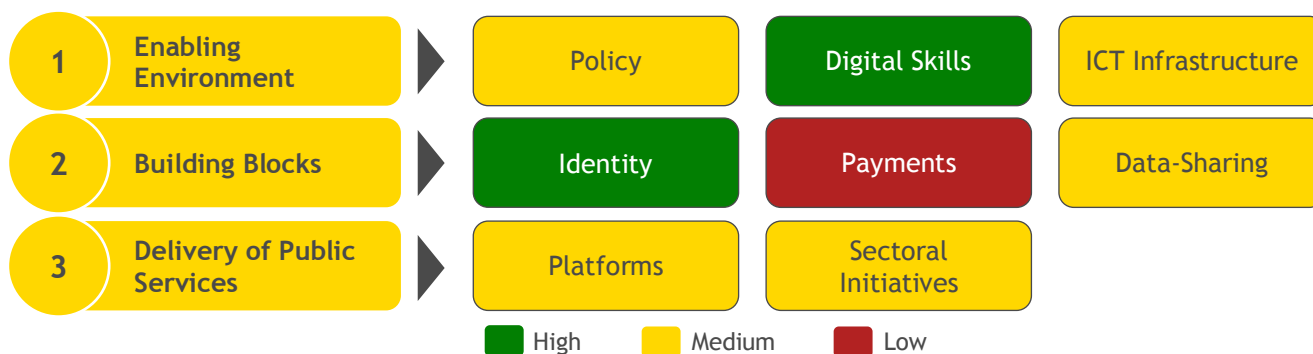 1
Enabling
Environment
Policy
Digital Skills
ICT Infrastructure
2
Building Blocks
Identity
Payments
Data-Sharing
3
Delivery of Public
Services
Platforms
Sectoral
Initiatives
High
Medium
Low